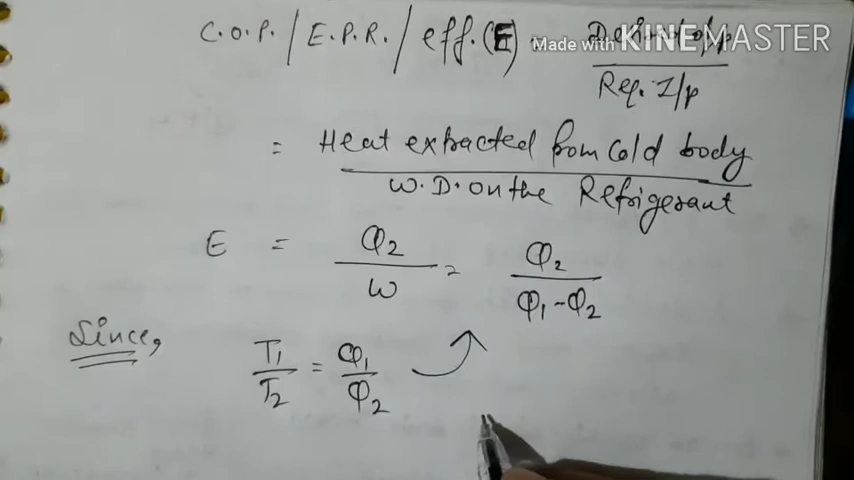 C.O.P. / E.P.R. / eff. (E) = Made with KINEMASTER
Req. I/p
= Heat extracted from Cold body
W.D. on the Refrigerant
E = Q2 / W = Q2 / Q1 - Q2
Since,
T1 / T2 = Q1 / Q2